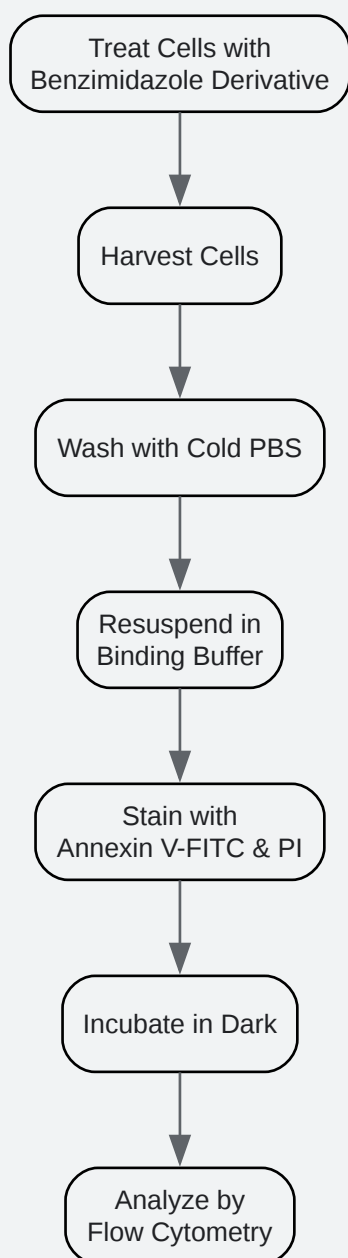 Treat Cells with
Benzimidazole Derivative
Harvest Cells
Wash with Cold PBS
Resuspend in
Binding Buffer
Stain with
Annexin V-FITC & PI
Incubate in Dark
Analyze by
Flow Cytometry